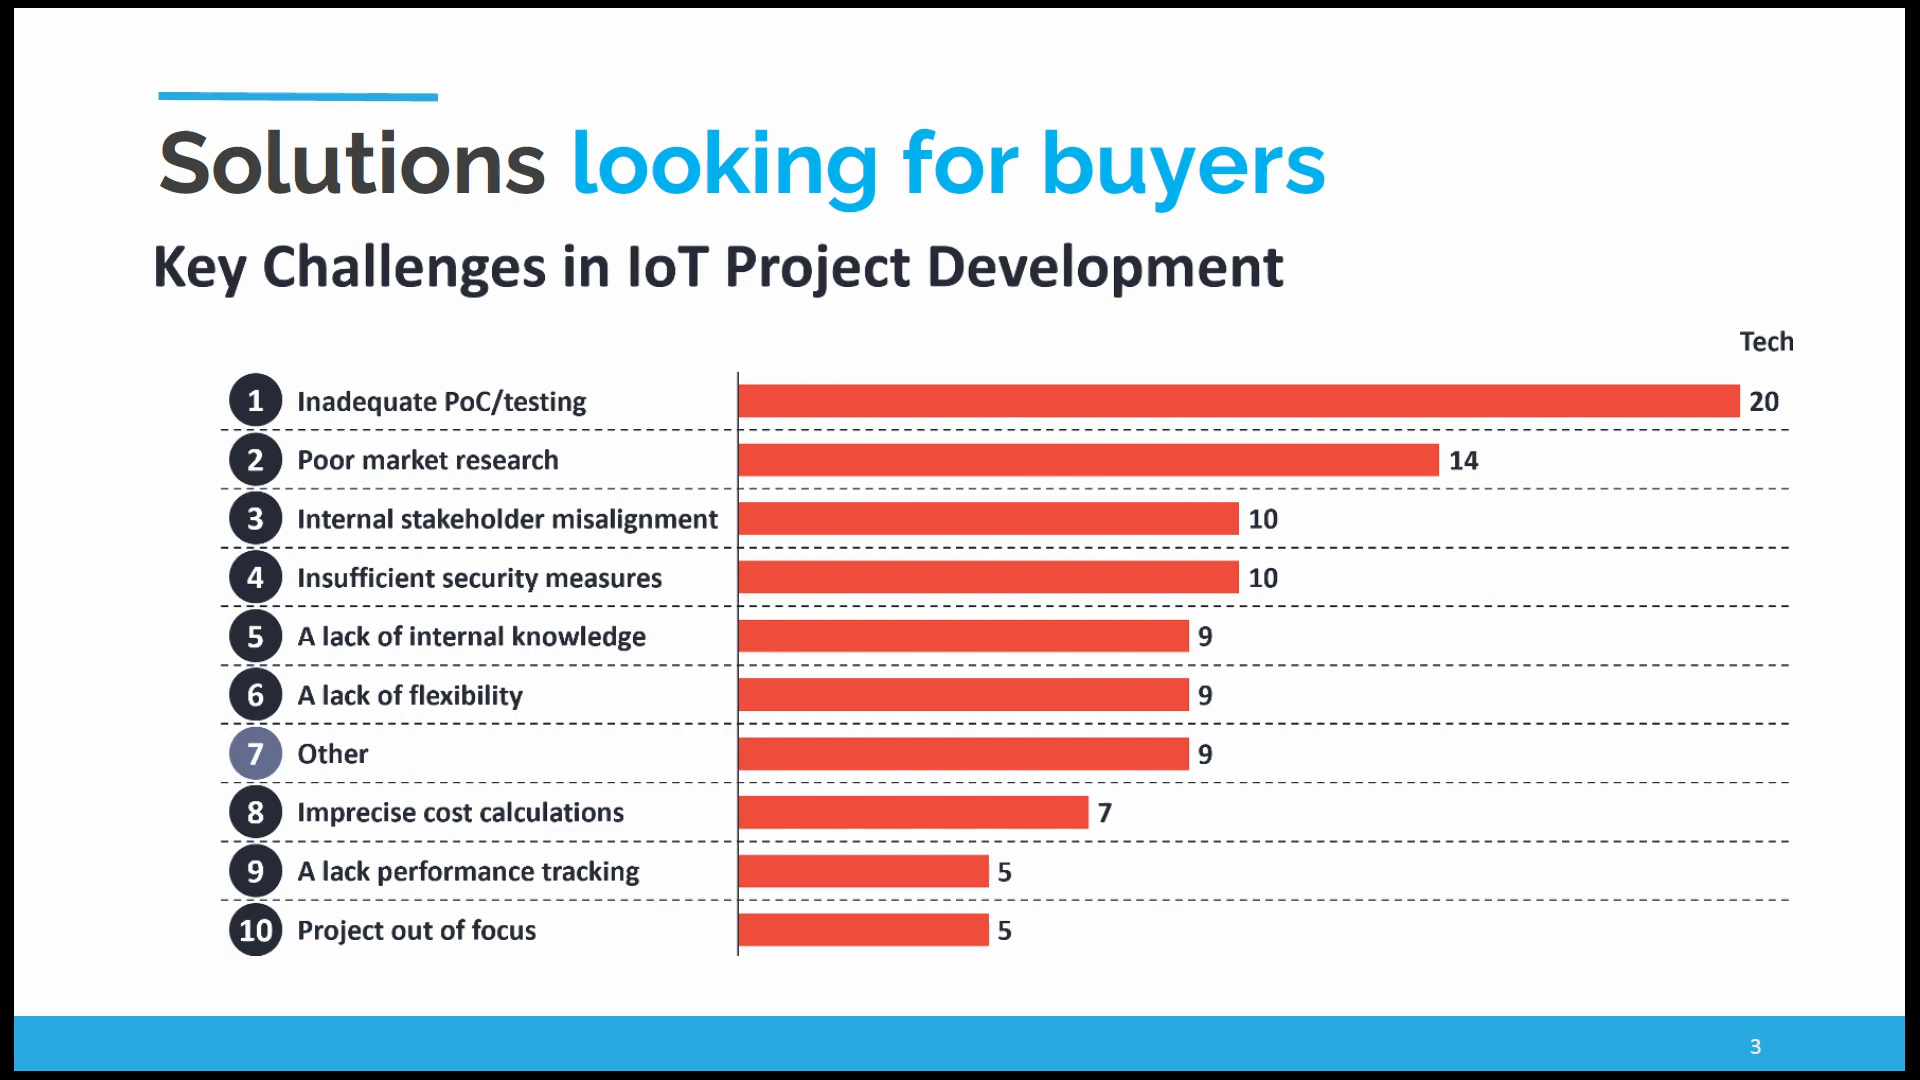 Solutions looking for buyers
Key Challenges in IoT Project Development
Tech
1 Inadequate PoC/testing 20
2 Poor market research 14
3 Internal stakeholder misalignment 10
4 Insufficient security measures 10
5 A lack of internal knowledge 9
6 A lack of flexibility 9
7 Other 9
8 Imprecise cost calculations 7
9 A lack performance tracking 5
10 Project out of focus 5
3